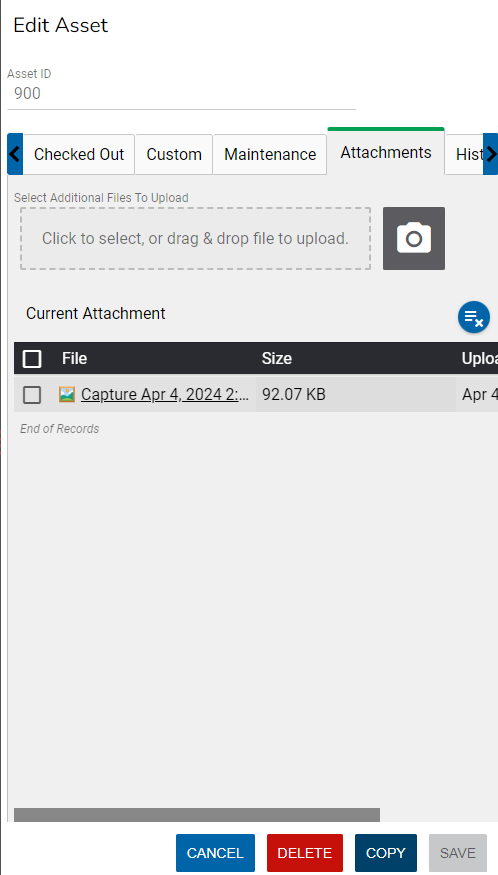 Edit Asset
Asset ID
900
Checked Out Custom Maintenance Attachments Hist
Select Additional Files To Upload
Click to select, or drag & drop file to upload.
Current Attachment
File Size Uploa
Capture Apr 4, 2024 2:... 92.07 KB Apr 4
End of Records
CANCEL DELETE COPY SAVE